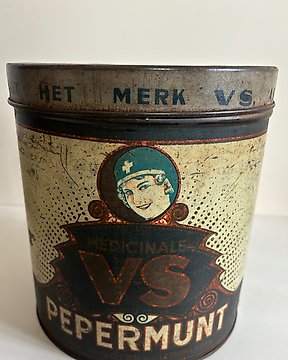 HET MERK VS.
MEDICINALE
VS
PEPERMUNT